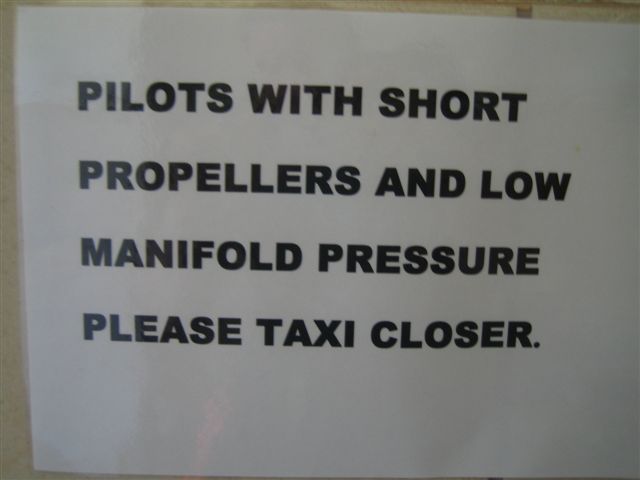 PILOTS WITH SHORT
PROPELLERS AND LOW
MANIFOLD PRESSURE
PLEASE TAXI CLOSER.